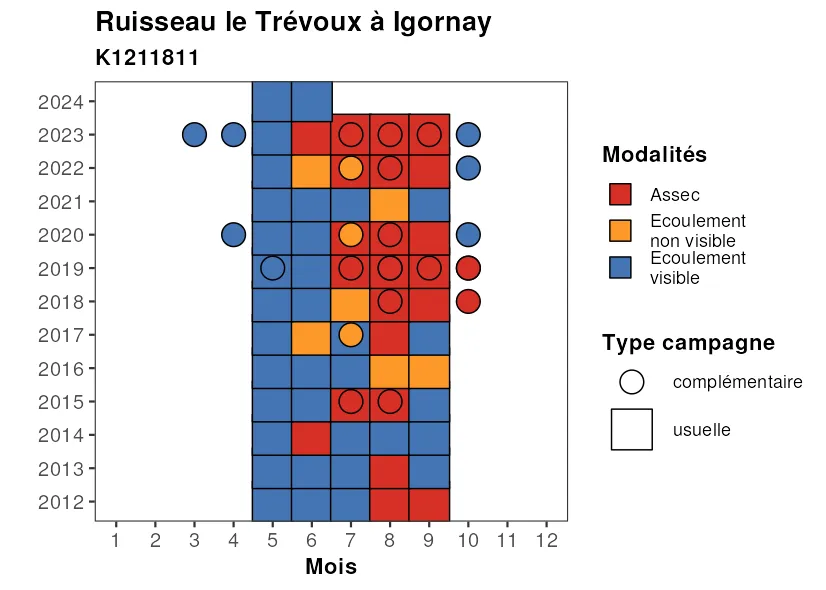 Ruisseau le Trévoux à Igornay
K1211811
2024
2023
2022
2021
2020
2019
2018
2017
2016
2015
2014
2013
2012
1 2 3 4 5 6 7 8 9 10 11 12
Mois
Modalités
Assec
Ecoulement
non visible
Ecoulement
visible
Type campagne
complémentaire
usuelle